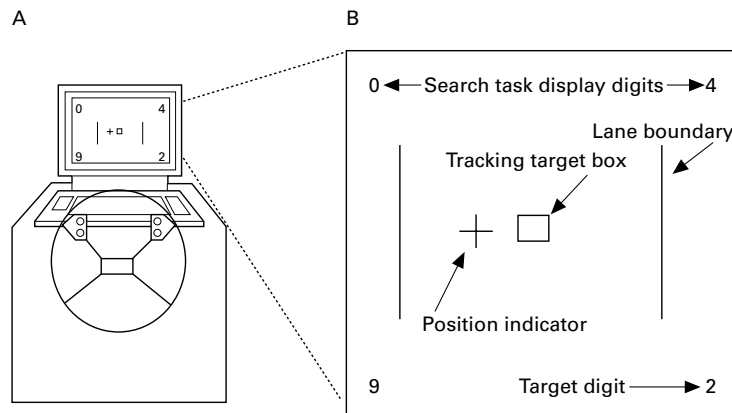 A
B
0 4
9 2
0 Search task display digits 4
Lane boundary
Tracking target box
Position indicator
9 Target digit 2